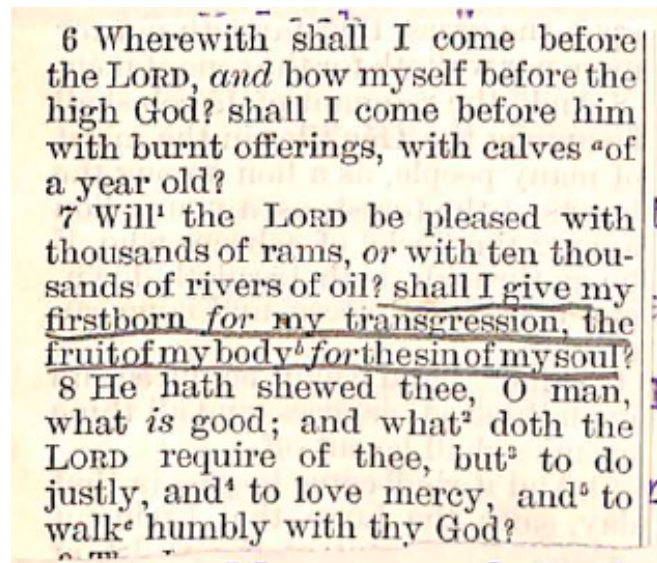 6 Wherewith shall I come before
the LORD, and bow myself before the
high God? shall I come before him
with burnt offerings, with calves ᵃof
a year old?
7 Will¹ the LORD be pleased with
thousands of rams, or with ten thou-
sands of rivers of oil? shall I give my
firstborn for my transgression, the
fruit of my bodyᵇ for the sin of my soul?
8 He hath shewed thee, O man,
what is good; and what² doth the
LORD require of thee, but³ to do
justly, and⁴ to love mercy, and⁵ to
walkᶜ humbly with thy God?